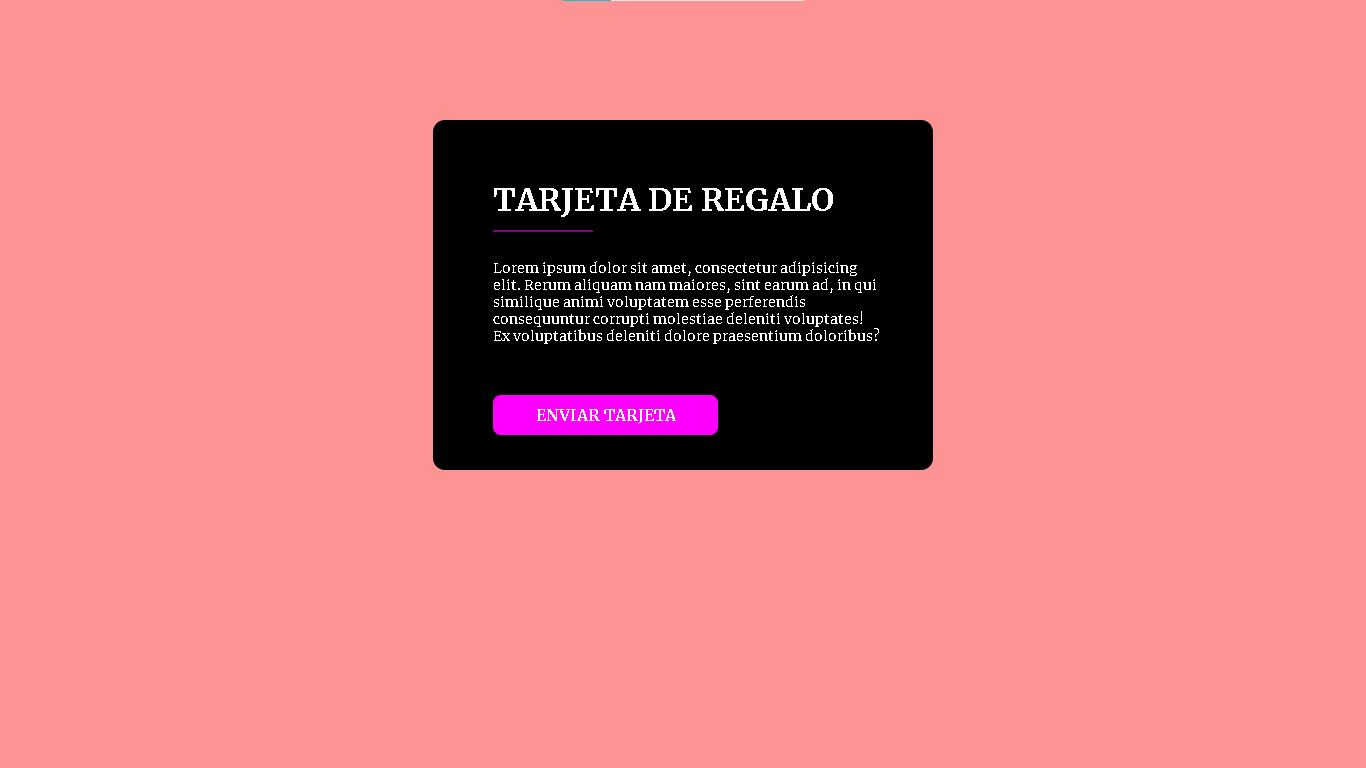 TARJETA DE REGALO
Lorem ipsum dolor sit amet, consectetur adipisicing
elit. Rerum aliquam nam maiores, sint earum ad, in qui
similique animi voluptatem esse perferendis
consequuntur corrupti molestiae deleniti voluptates!
Ex voluptatibus deleniti dolore praesentium doloribus?
ENVIAR TARJETA